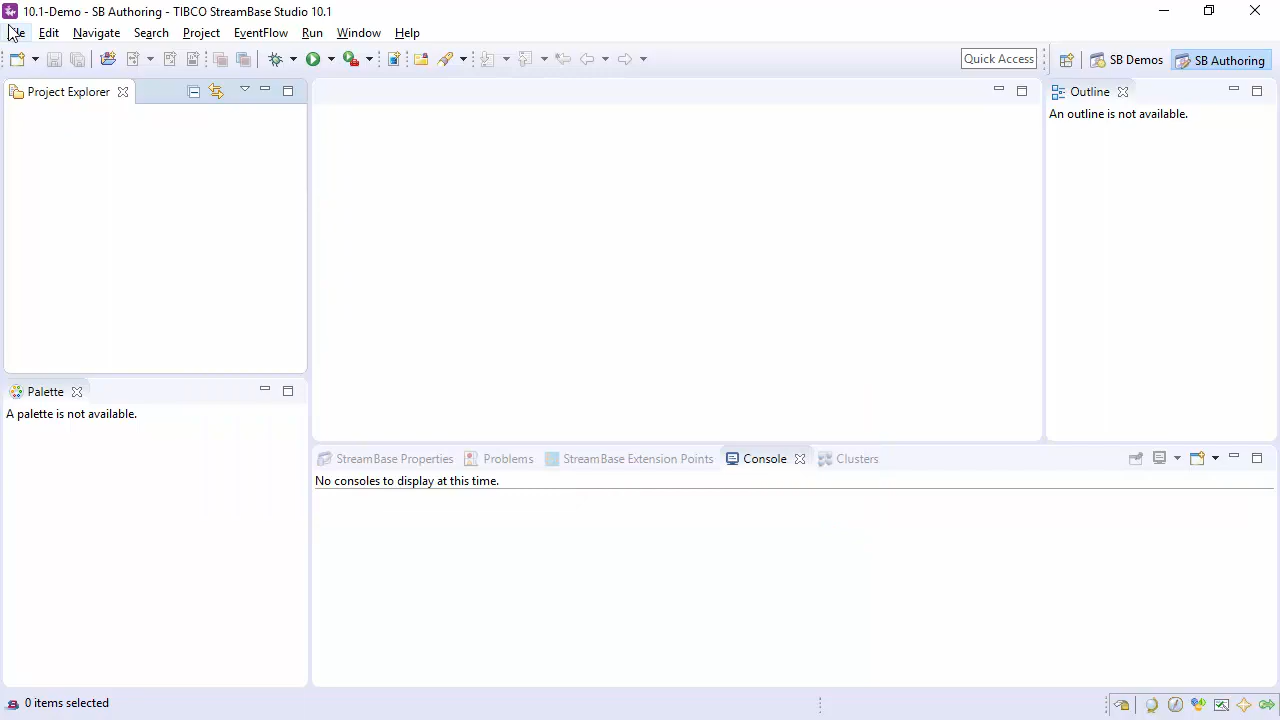 10.1-Demo - SB Authoring - TIBCO StreamBase Studio 10.1
Edit Navigate Search Project EventFlow Run Window Help
Quick Access SB Demos SB Authoring
Project Explorer
Outline
An outline is not available.
Palette
A palette is not available.
StreamBase Properties Problems StreamBase Extension Points Console Clusters
No consoles to display at this time.
0 items selected